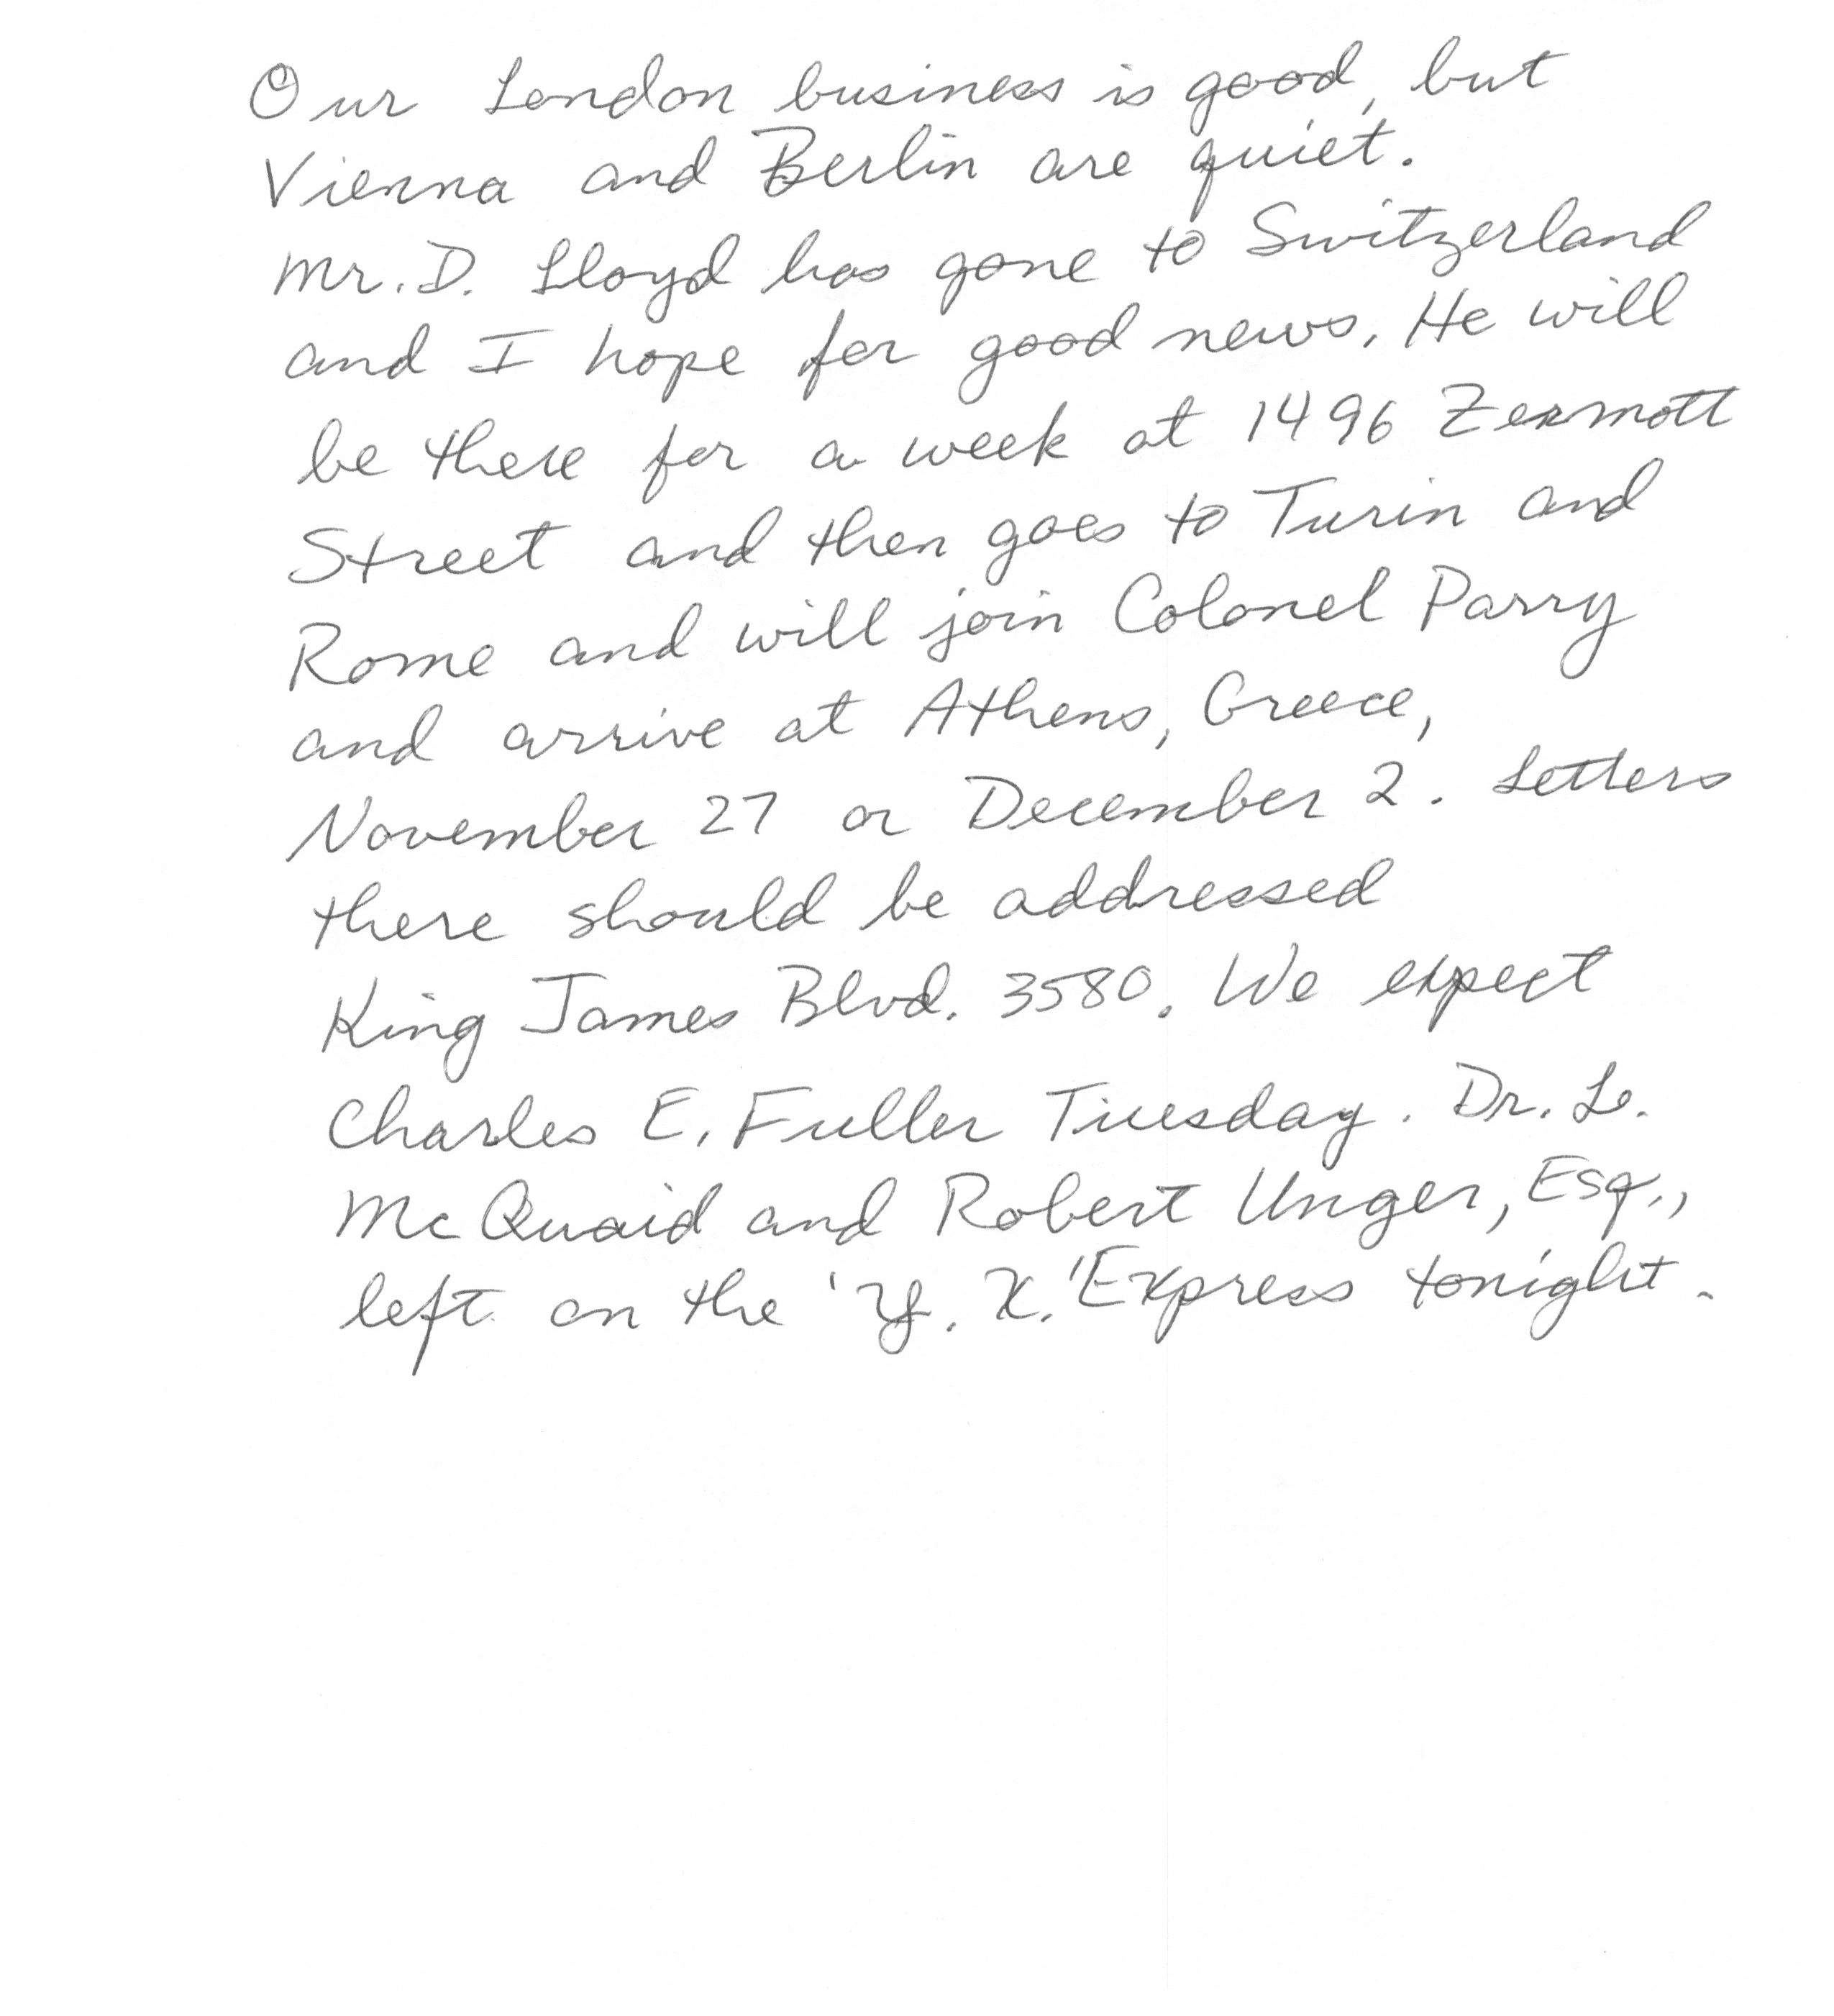 Our London business is good, but
Vienna and Berlin are quiet.
Mr. D. Lloyd has gone to Switzerland
and I hope for good news. He will
be there for a week at 1496 Zermott
Street and then goes to Turin and
Rome and will join Colonel Parry
and arrive at Athens, Greece,
November 27 or December 2. Letters
there should be addressed
King James Blvd. 3580. We expect
Charles E. Fuller Tuesday. Dr. L.
McQuaid and Robert Unger, Esq.,
left on the 'Y. X.' Express tonight.